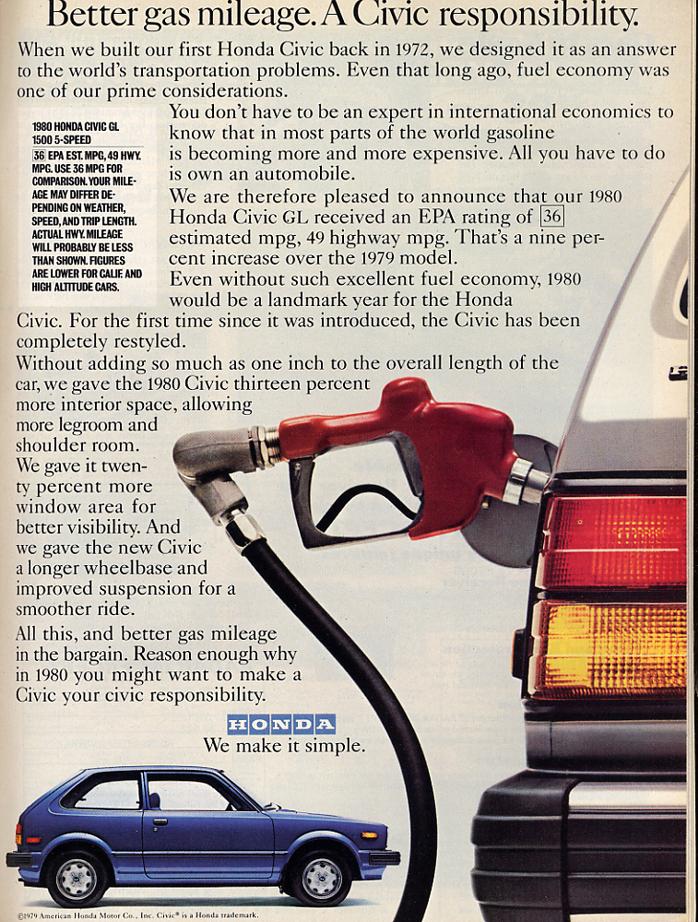 Better gas mileage. A Civic responsibility.
When we built our first Honda Civic back in 1972, we designed it as an answer
to the world's transportation problems. Even that long ago, fuel economy was
one of our prime considerations.
1980 HONDA CIVIC GL
1500 5-SPEED
36 EPA EST. MPG, 49 HWY.
MPG. USE 36 MPG FOR
COMPARISON. YOUR MILE-
AGE MAY DIFFER DE-
PENDING ON WEATHER,
SPEED, AND TRIP LENGTH.
ACTUAL HWY. MILEAGE
WILL PROBABLY BE LESS
THAN SHOWN. FIGURES
ARE LOWER FOR CALIF. AND
HIGH ALTITUDE CARS.
You don't have to be an expert in international economics to
know that in most parts of the world gasoline
is becoming more and more expensive. All you have to do
is own an automobile.
We are therefore pleased to announce that our 1980
Honda Civic GL received an EPA rating of 36
estimated mpg, 49 highway mpg. That's a nine per-
cent increase over the 1979 model.
Even without such excellent fuel economy, 1980
would be a landmark year for the Honda
Civic. For the first time since it was introduced, the Civic has been
completely restyled.
Without adding so much as one inch to the overall length of the
car, we gave the 1980 Civic thirteen percent
more interior space, allowing
more legroom and
shoulder room.
We gave it twen-
ty percent more
window area for
better visibility. And
we gave the new Civic
a longer wheelbase and
improved suspension for a
smoother ride.
All this, and better gas mileage
in the bargain. Reason enough why
in 1980 you might want to make a
Civic your civic responsibility.
HONDA
We make it simple.
©1979 American Honda Motor Co., Inc. Civic® is a Honda trademark.